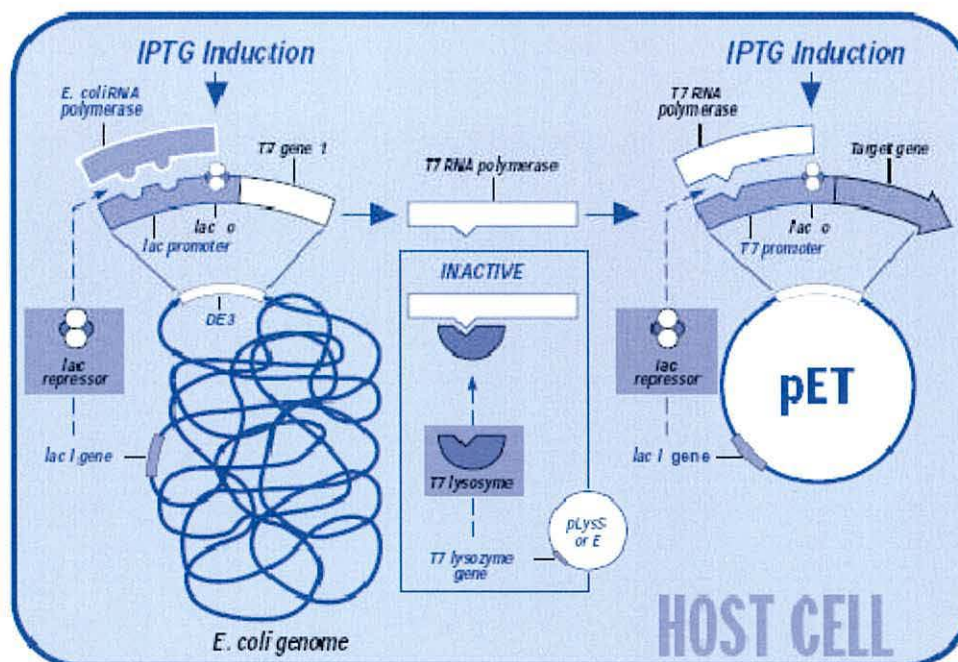 IPTG Induction
E. coli RNA
polymerase
T7 gene 1
lac o
lac promoter
DE3
lac
repressor
lac I gene
E. coli genome
T7 RNA polymerase
INACTIVE
T7 lysosyme
T7 lysozyme
gene
pLysS
or E
IPTG Induction
T7 RNA
polymerase
Target gene
lac o
T7 promoter
lac
repressor
lac I gene
pET
HOST CELL